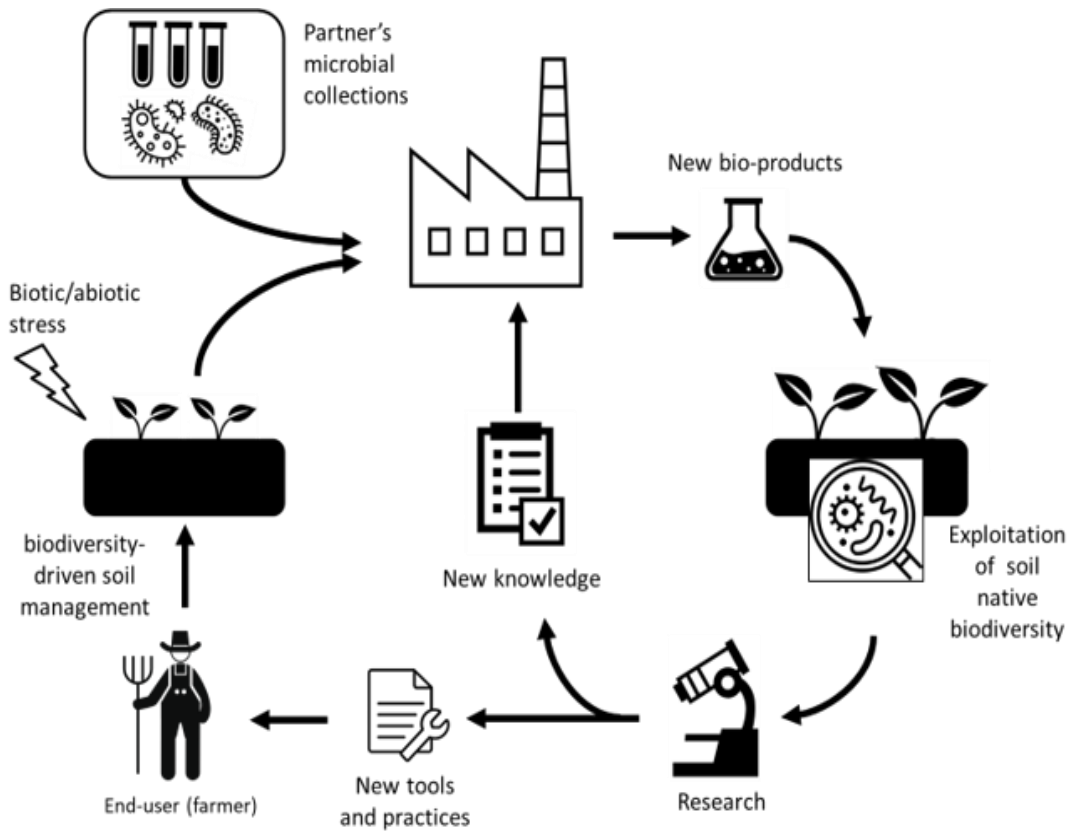 Partner's
microbial
collections
New bio-products
Biotic/abiotic
stress
biodiversity-
driven soil
management
New knowledge
Exploitation
of soil
native
biodiversity
End-user (farmer)
New tools
and practices
Research